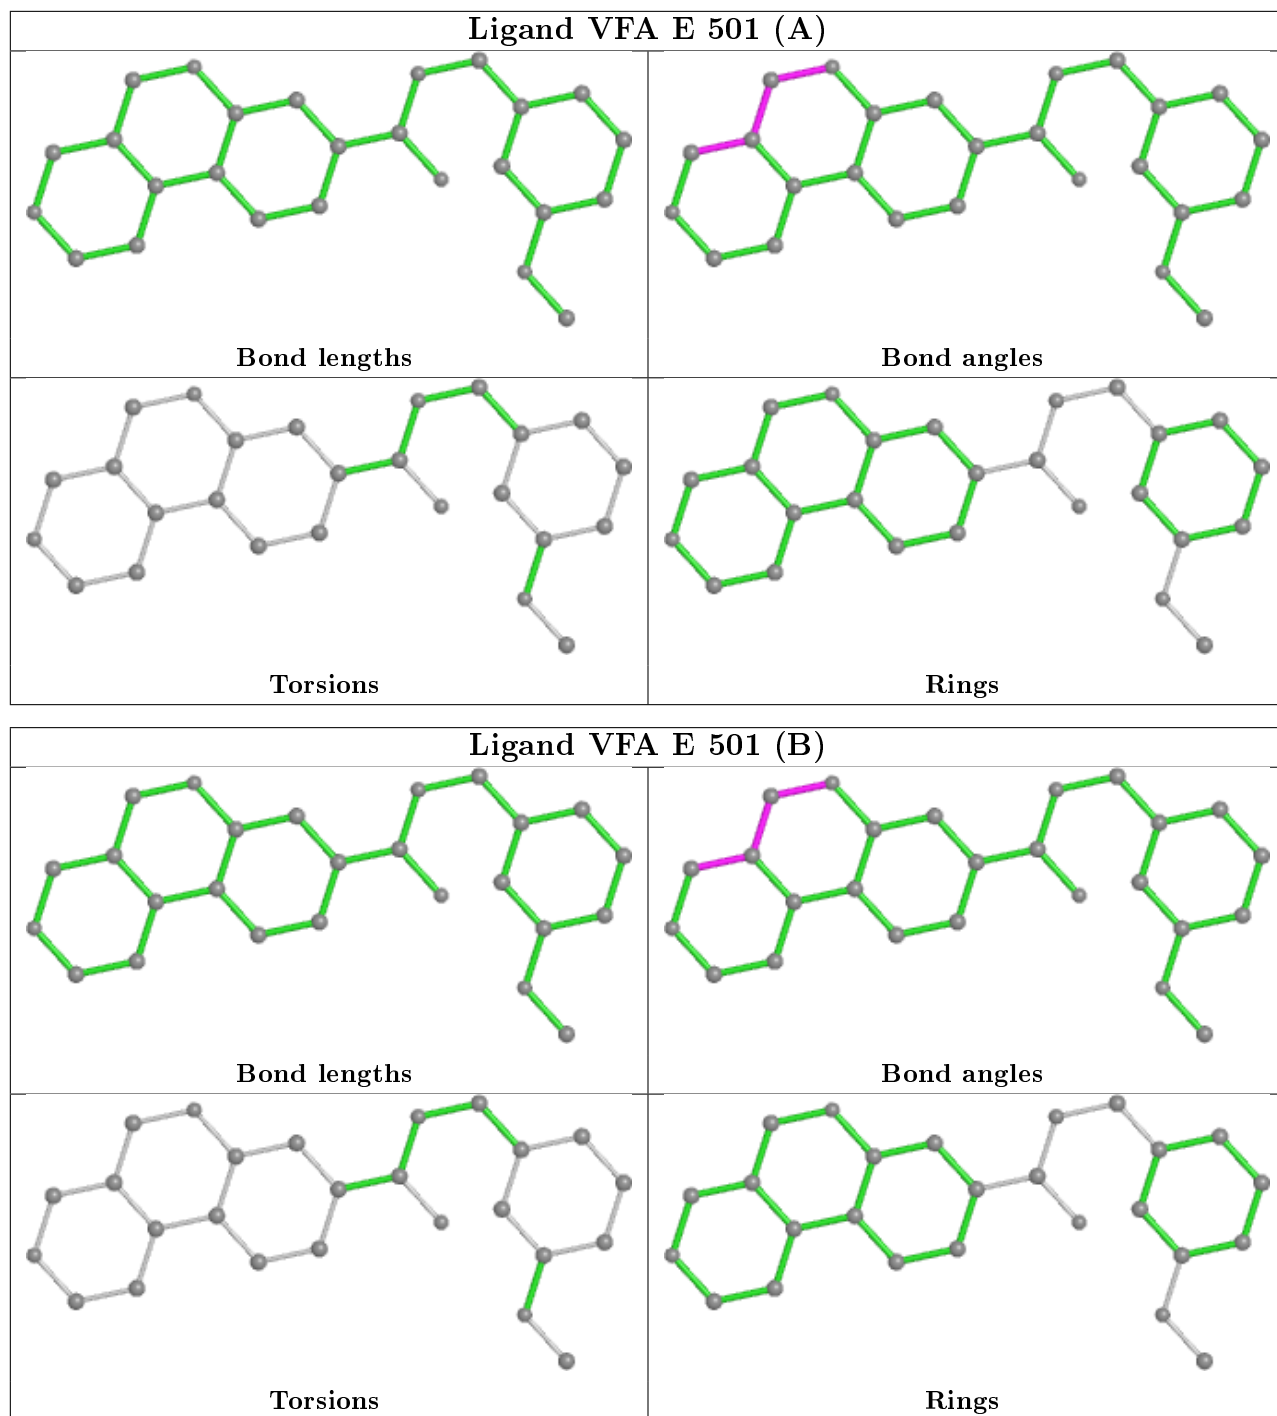 Ligand VFA E 501 (A)
Bond lengths
Bond angles
Torsions
Rings
Ligand VFA E 501 (B)
Bond lengths
Bond angles
Torsions
Rings